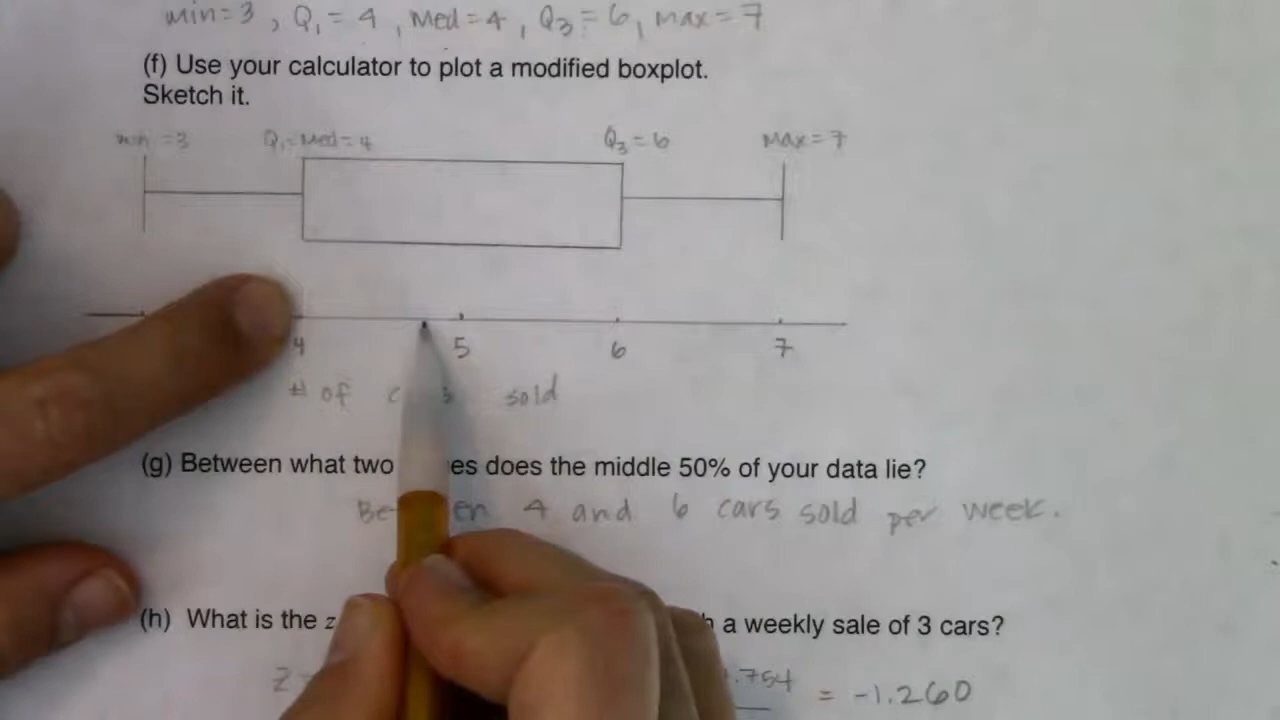 min=3, Q₁=4, Med=4, Q₃=6, Max=7
(f) Use your calculator to plot a modified boxplot.
Sketch it.
min=3 Q₁=Med=4 Q₃=6 Max=7
4 5 6 7
# of sold
(g) Between what two does the middle 50% of your data lie?
4 and 6 cars sold per week.
(h) What is the z a weekly sale of 3 cars?
z .754 = -1.260